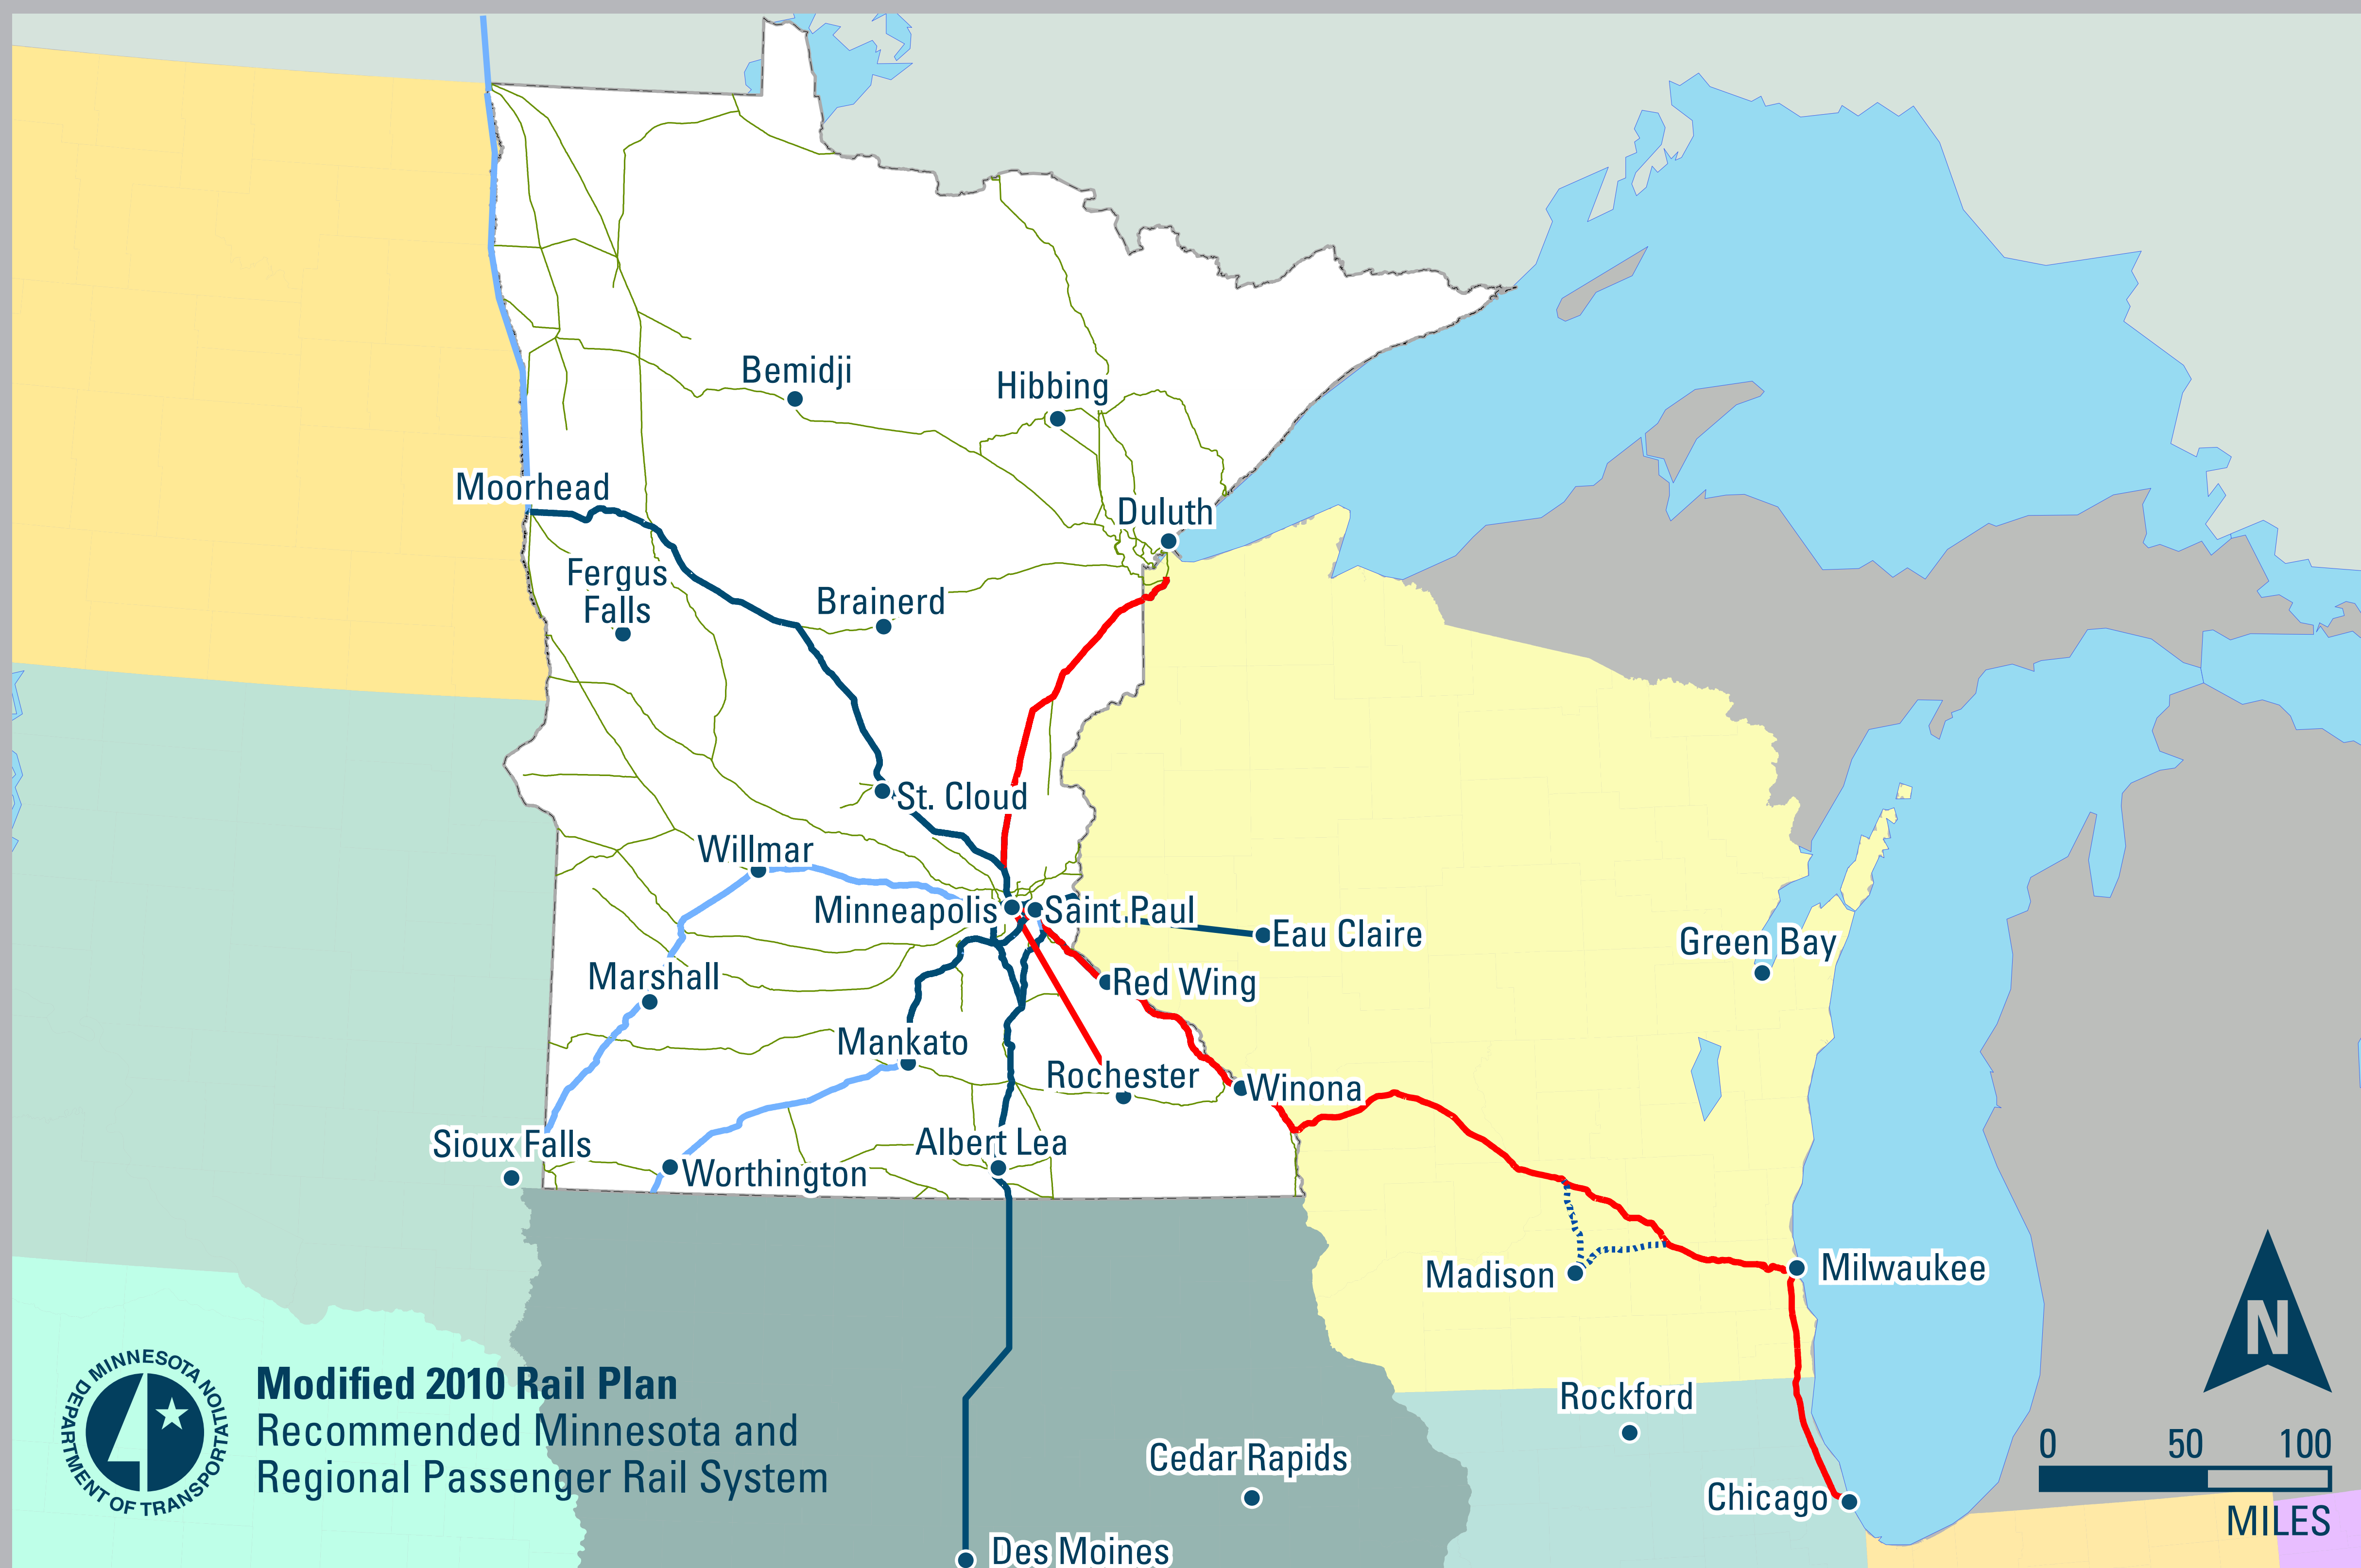 Bemidji
Hibbing
Moorhead
Duluth
Fergus
Falls
Brainerd
St. Cloud
Willmar
Minneapolis
Saint Paul
Eau Claire
Green Bay
Marshall
Red Wing
Mankato
Rochester
Winona
Sioux Falls
Albert Lea
Worthington
Madison
Milwaukee
N
Rockford
Cedar Rapids
Chicago
Des Moines
0 50 100
MILES
MINNESOTA DEPARTMENT OF TRANSPORTATION
Modified 2010 Rail Plan
Recommended Minnesota and
Regional Passenger Rail System